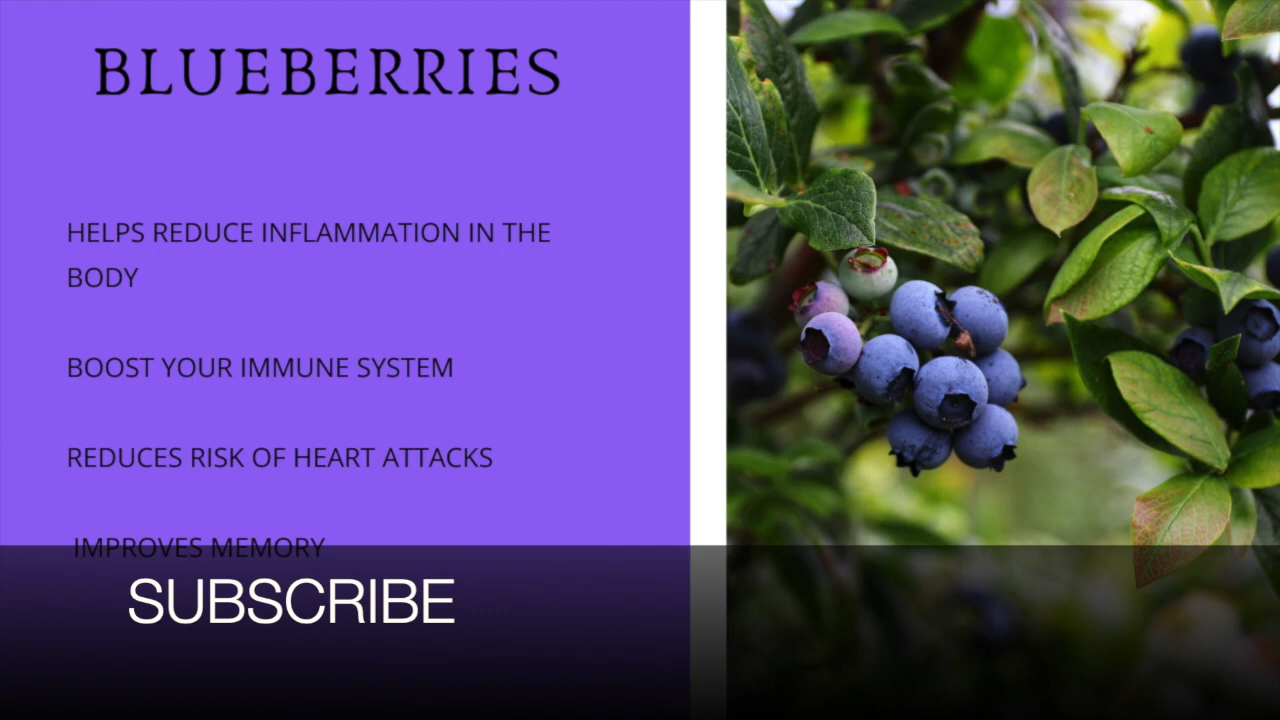 BLUEBERRIES
HELPS REDUCE INFLAMMATION IN THE
BODY
BOOST YOUR IMMUNE SYSTEM
REDUCES RISK OF HEART ATTACKS
IMPROVES MEMORY
SUBSCRIBE